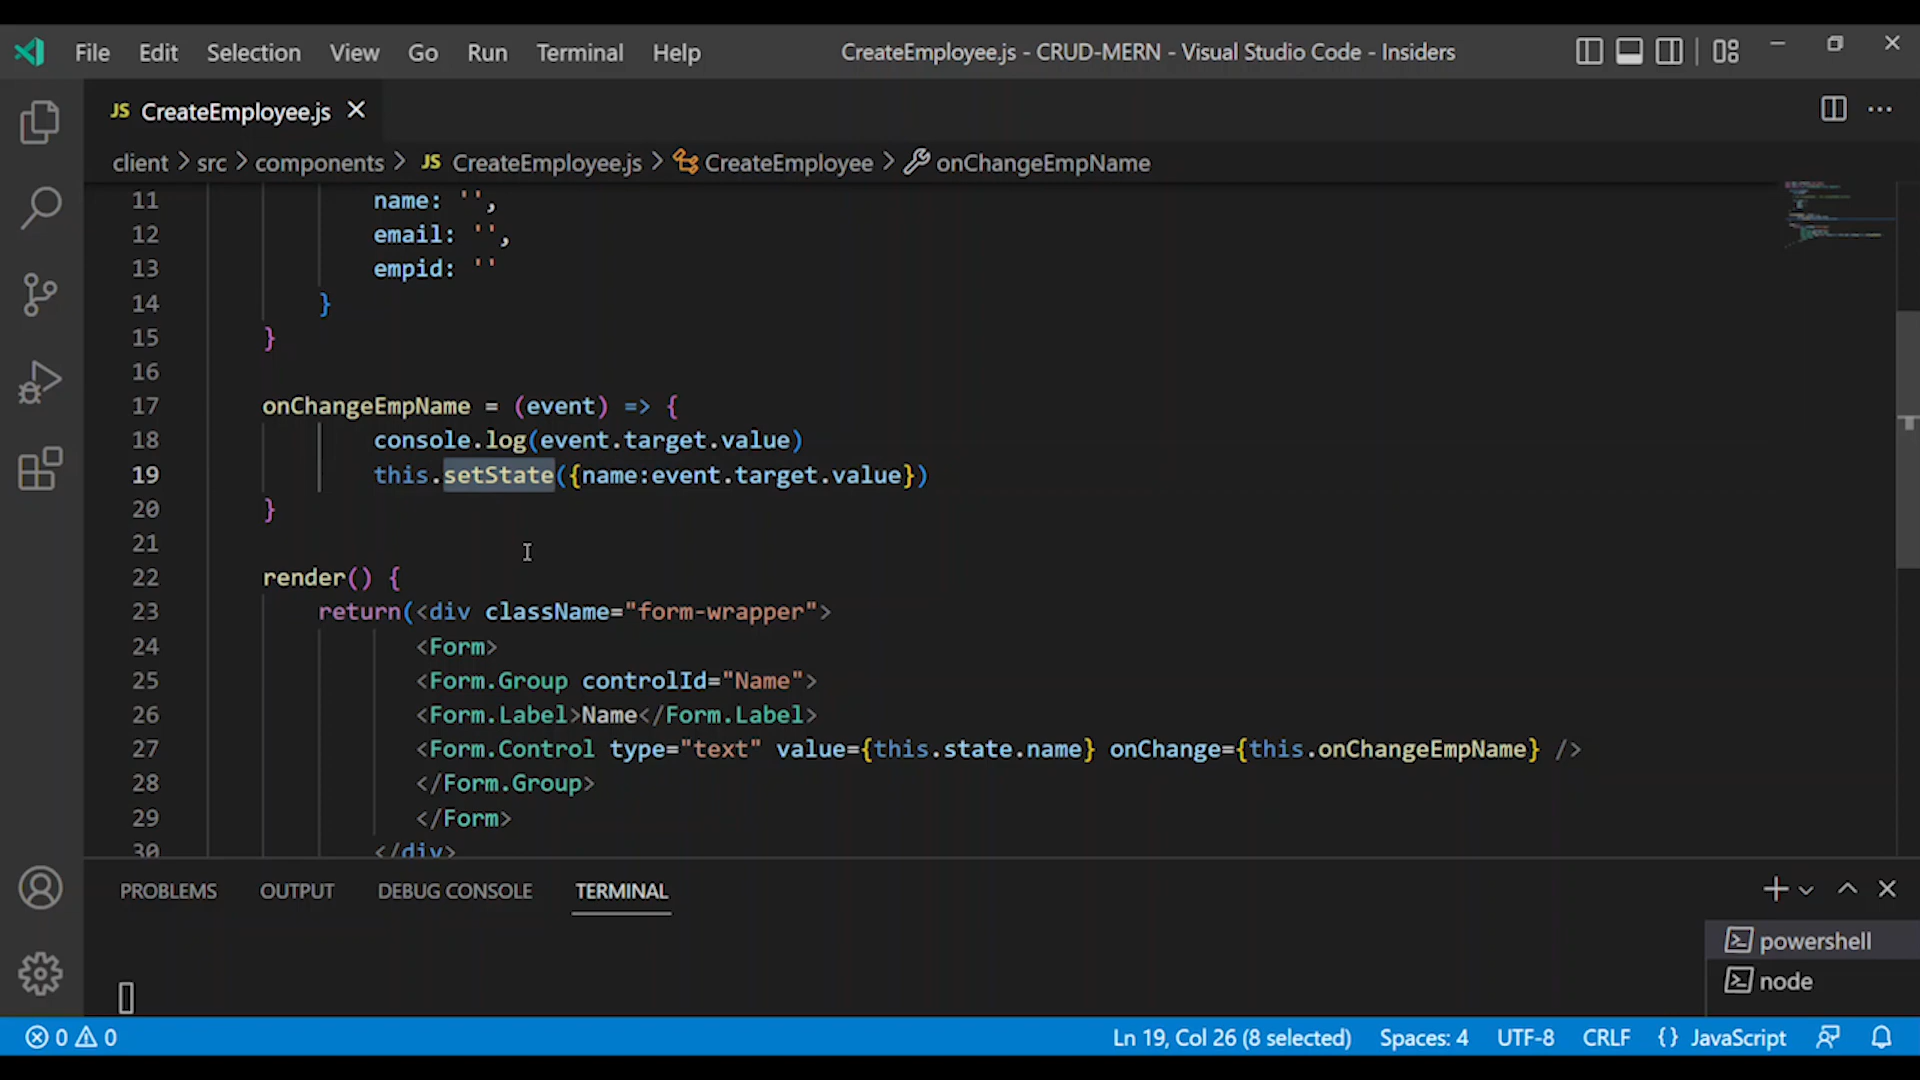 File Edit Selection View Go Run Terminal Help CreateEmployee.js - CRUD-MERN - Visual Studio Code - Insiders
JS CreateEmployee.js
client > src > components > JS CreateEmployee.js > CreateEmployee > onChangeEmpName
11 name: '',
12 email: '',
13 empid: ''
14 }
15 }
16
17 onChangeEmpName = (event) => {
18 console.log(event.target.value)
19 this.setState({name:event.target.value})
20 }
21
22 render() {
23 return(<div className="form-wrapper">
24 <Form>
25 <Form.Group controlId="Name">
26 <Form.Label>Name</Form.Label>
27 <Form.Control type="text" value={this.state.name} onChange={this.onChangeEmpName} />
28 </Form.Group>
29 </Form>
30 </div>
PROBLEMS OUTPUT DEBUG CONSOLE TERMINAL
powershell
node
0 0 Ln 19, Col 26 (8 selected) Spaces: 4 UTF-8 CRLF {} JavaScript